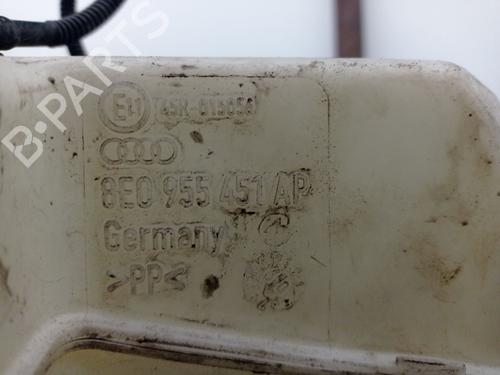 E1
8E0 955 451 AP
Germany
>PP<
B-PARTS